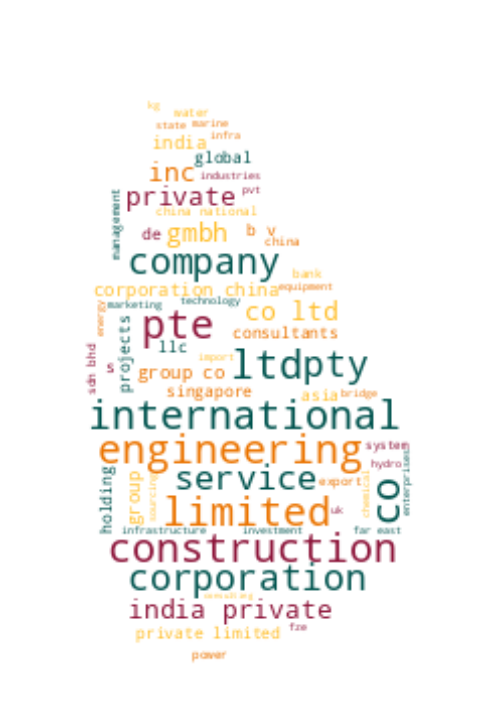 kg
water
state marine
infra
india
global
inc
industries
private
pvt
china national
management
de
gmbh
b v
china
company
bank
corporation china
equipment
marketing
technology
energy
co ltd
pte
projects
consultants
llc
sdn bhd
import
s
group co
ltdpty
singapore
asia
bridge
international
engineering
system
hydro
service
holding
group
sourcing
export
chemical
co
enterprises
limited
uk
infrastructure
investment
far east
construction
corporation
consulting
india private
private limited
fze
power